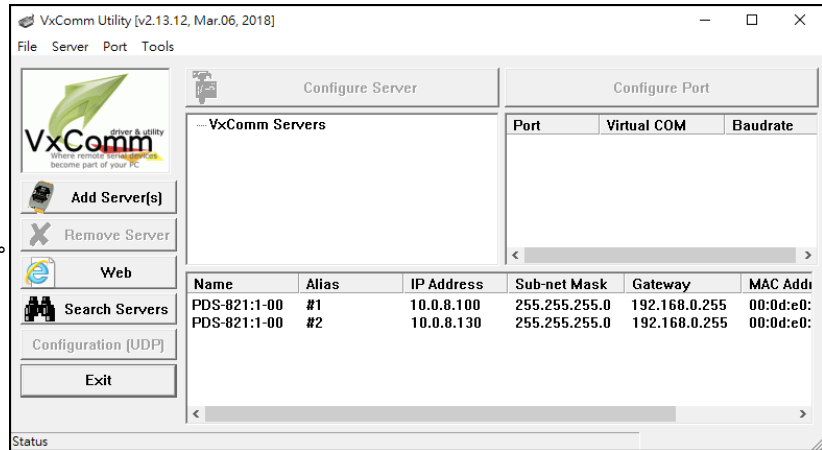 VxComm Utility [v2.13.12, Mar.06, 2018]
File Server Port Tools
Configure Server
Configure Port
VxComm
driver & utility
Where remote serial devices
become part of your PC
VxComm Servers
Port Virtual COM Baudrate
Add Server(s)
Remove Server
Web
Search Servers
Configuration (UDP)
Exit
Name Alias IP Address Sub-net Mask Gateway MAC Addr
PDS-821:1-00 #1 10.0.8.100 255.255.255.0 192.168.0.255 00:0d:e0:
PDS-821:1-00 #2 10.0.8.130 255.255.255.0 192.168.0.255 00:0d:e0:
Status